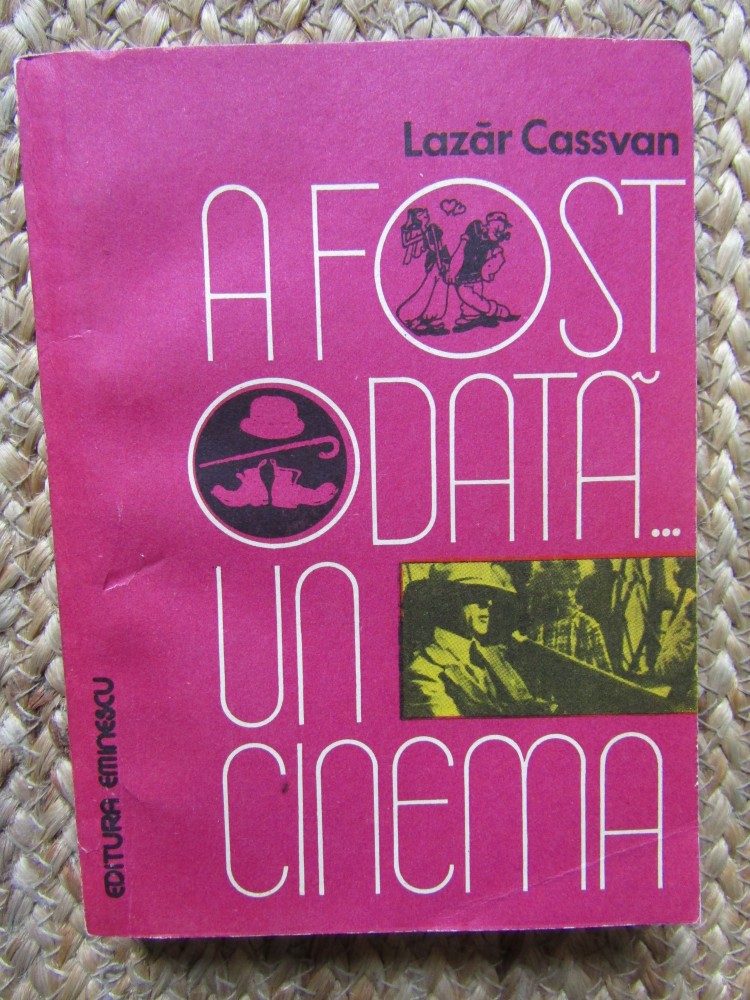 Lazăr Cassvan
A FOST
ODATĂ...
UN
CINEMA
EDITURA EMINESCU